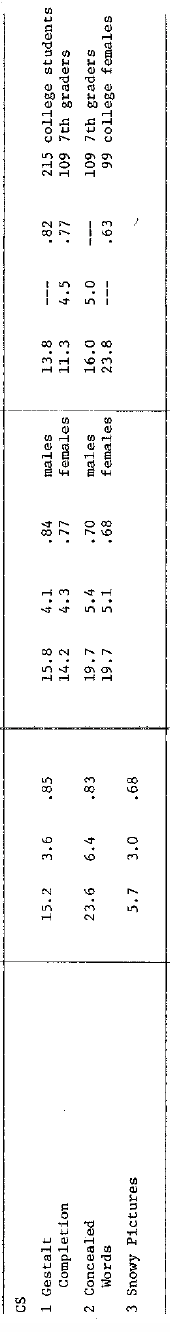 CS
1 Gestalt 15.2 3.6 .85 15.8 4.1 .84 males 13.8 --- .82 215 college students
Completion 14.2 4.3 .77 females 11.3 4.5 .77 109 7th graders
2 Concealed 23.6 6.4 .83 19.7 5.4 .70 males 16.0 5.0 --- 109 7th graders
Words 19.7 5.1 .68 females 23.8 --- .63 99 college females
3 Snowy Pictures 5.7 3.0 .68